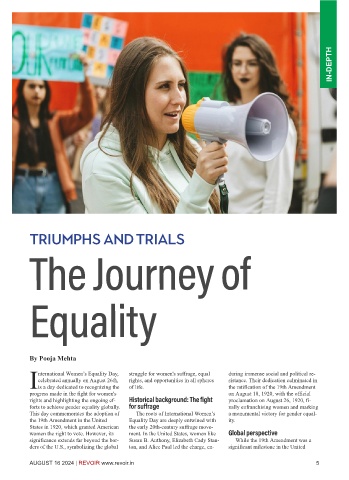 OUR
IN-DEPTH
TRIUMPHS AND TRIALS
The Journey of
Equality
By Pooja Mehta
International Women's Equality Day,
celebrated annually on August 26th,
is a day dedicated to recognizing the
progress made in the fight for women's
rights and highlighting the ongoing ef-
forts to achieve gender equality globally.
This day commemorates the adoption of
the 19th Amendment in the United
States in 1920, which granted American
women the right to vote. However, its
significance extends far beyond the bor-
ders of the U.S., symbolizing the global
struggle for women's suffrage, equal
rights, and opportunities in all spheres
of life.
Historical background: The fight
for suffrage
The roots of International Women's
Equality Day are deeply entwined with
the early 20th-century suffrage move-
ment. In the United States, women like
Susan B. Anthony, Elizabeth Cady Stan-
ton, and Alice Paul led the charge, en-
during immense social and political re-
sistance. Their dedication culminated in
the ratification of the 19th Amendment
on August 18, 1920, with the official
proclamation on August 26, 1920, fi-
nally enfranchising women and marking
a monumental victory for gender equal-
ity.
Global perspective
While the 19th Amendment was a
significant milestone in the United
AUGUST 16 2024 | REVOIR www.revoir.in
5